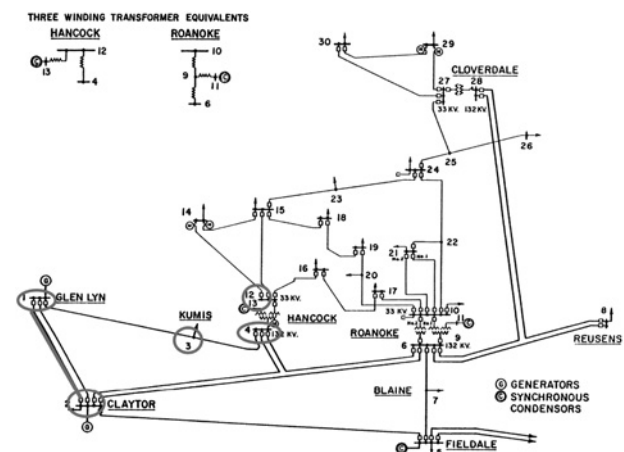 THREE WINDING TRANSFORMER EQUIVALENTS
HANCOCK
ROANOKE
12
C
13
4
10
9
C
11
6
30
29
CLOVERDALE
27
28
33 KV.
132 KV.
26
25
24
C
23
14
15
18
22
19
21
16
20
17
12
13
33 KV.
C
HANCOCK
4
132 KV.
33 KV.
10
C
ROANOKE
11
C
9
6
132 KV.
8
REUSENS
G
1
GLEN LYN
KUMIS
3
BLAINE
7
CLAYTOR
G
G GENERATORS
C SYNCHRONOUS
CONDENSORS
C
FIELDALE